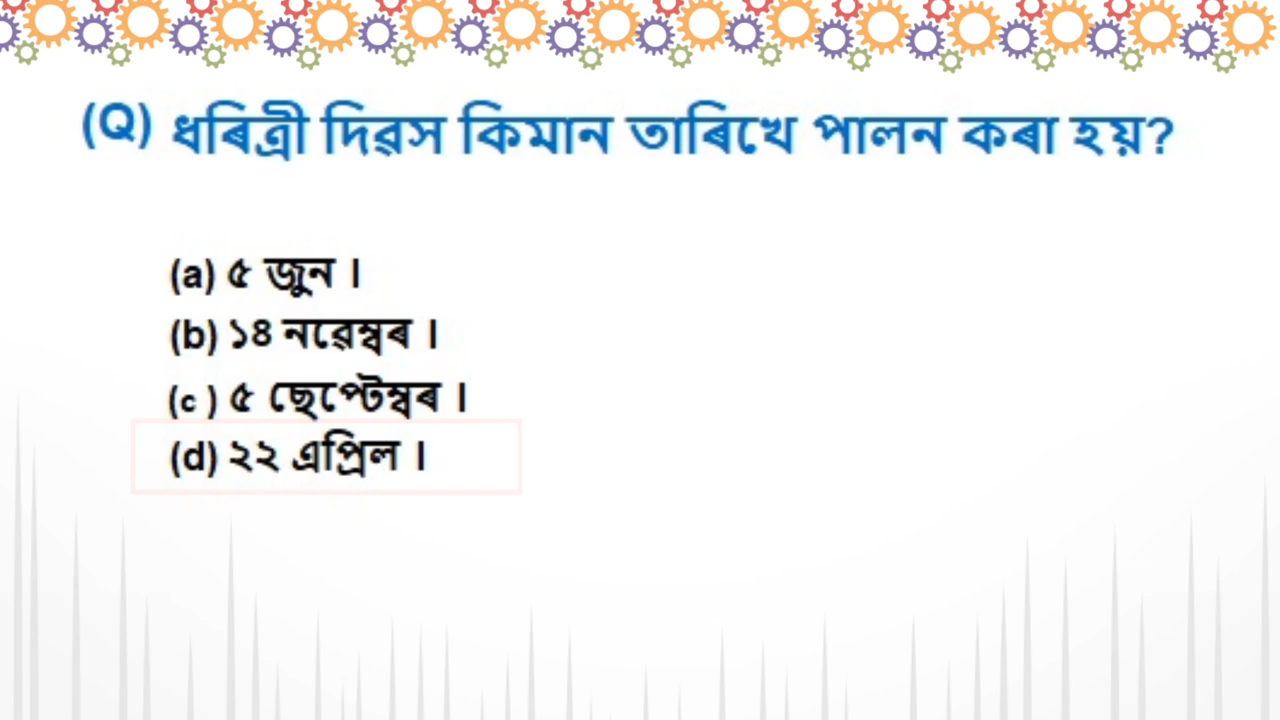 (Q) ধৰিত্ৰী দিৱস কিমান তাৰিখে পালন কৰা হয়?
(a) ৫ জুন ।
(b) ১৪ নৱেম্বৰ ।
(c ) ৫ ছেপ্টেম্বৰ ।
(d) ২২ এপ্ৰিল ।